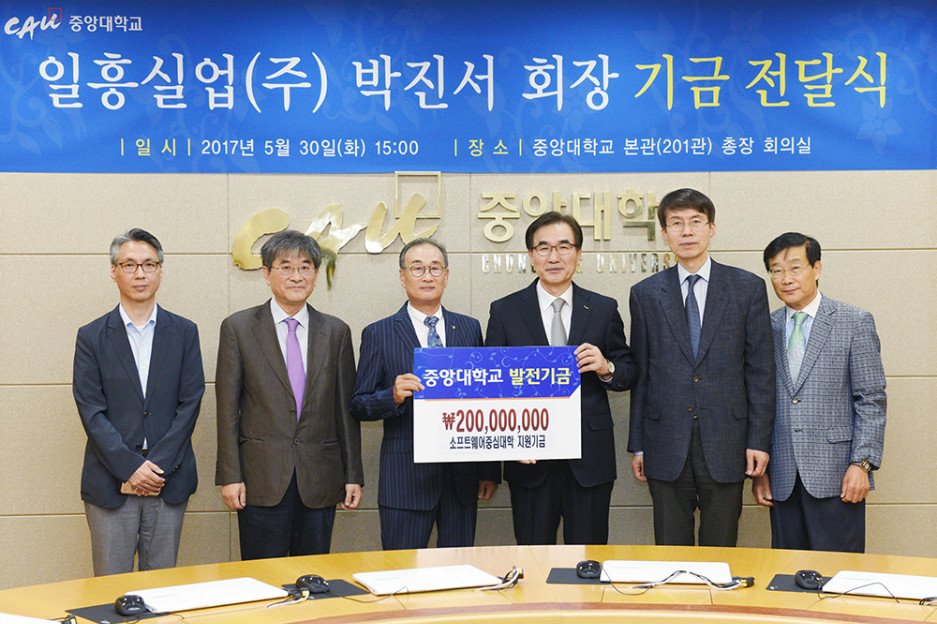 CAU 중앙대학교
일흥실업(주) 박진서 회장 기금 전달식
| 일 시 | 2017년 5월 30일(화) 15:00 | 장 소 | 중앙대학교 본관(201관) 총장 회의실
CAU 중앙대학
중앙대학교 발전기금
₩200,000,000
소프트웨어중심대학 지원기금